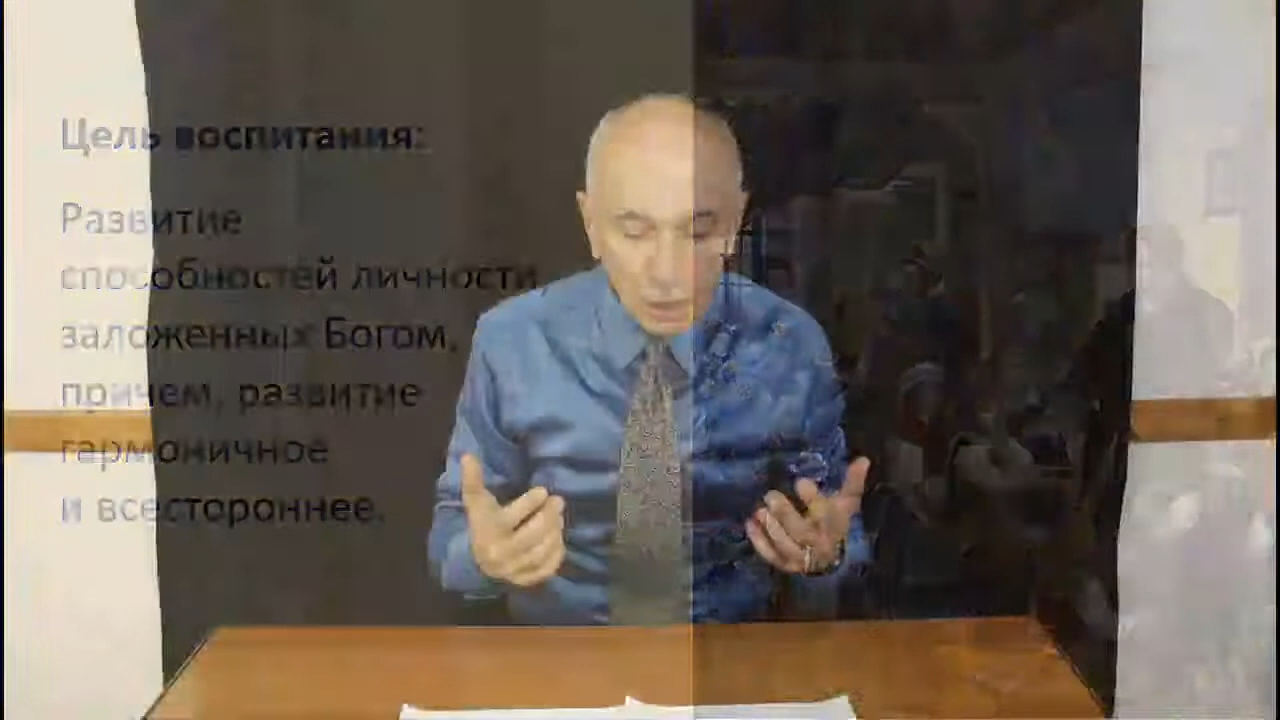 Цель воспитания:
Развитие
способностей личности,
заложенных Богом,
причем, развитие
гармоничное
и всестороннее.